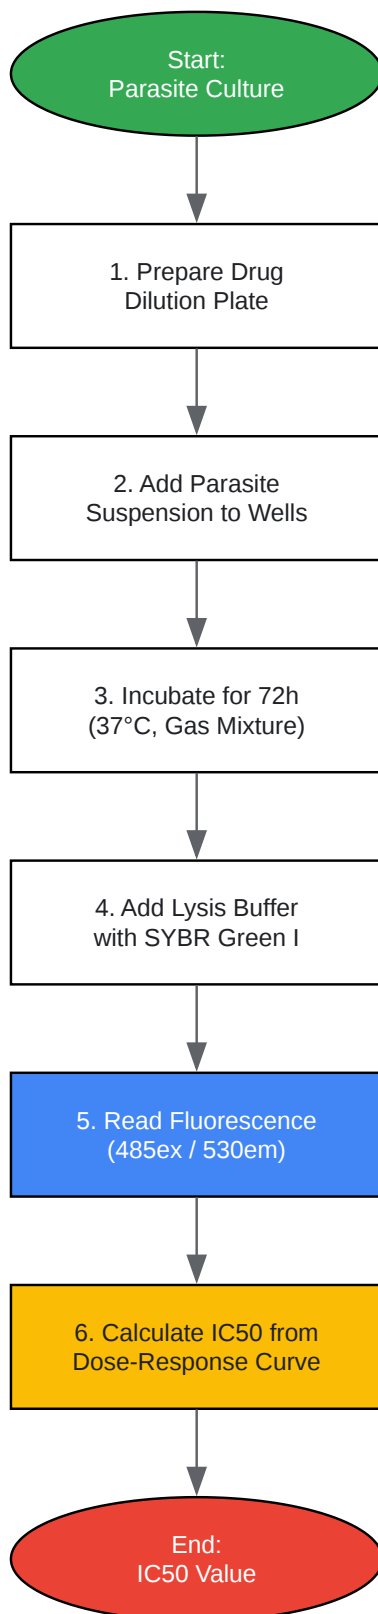 Start:
Parasite Culture
1. Prepare Drug
Dilution Plate
2. Add Parasite
Suspension to Wells
3. Incubate for 72h
(37°C, Gas Mixture)
4. Add Lysis Buffer
with SYBR Green I
5. Read Fluorescence
(485ex / 530em)
6. Calculate IC50 from
Dose-Response Curve
End:
IC50 Value